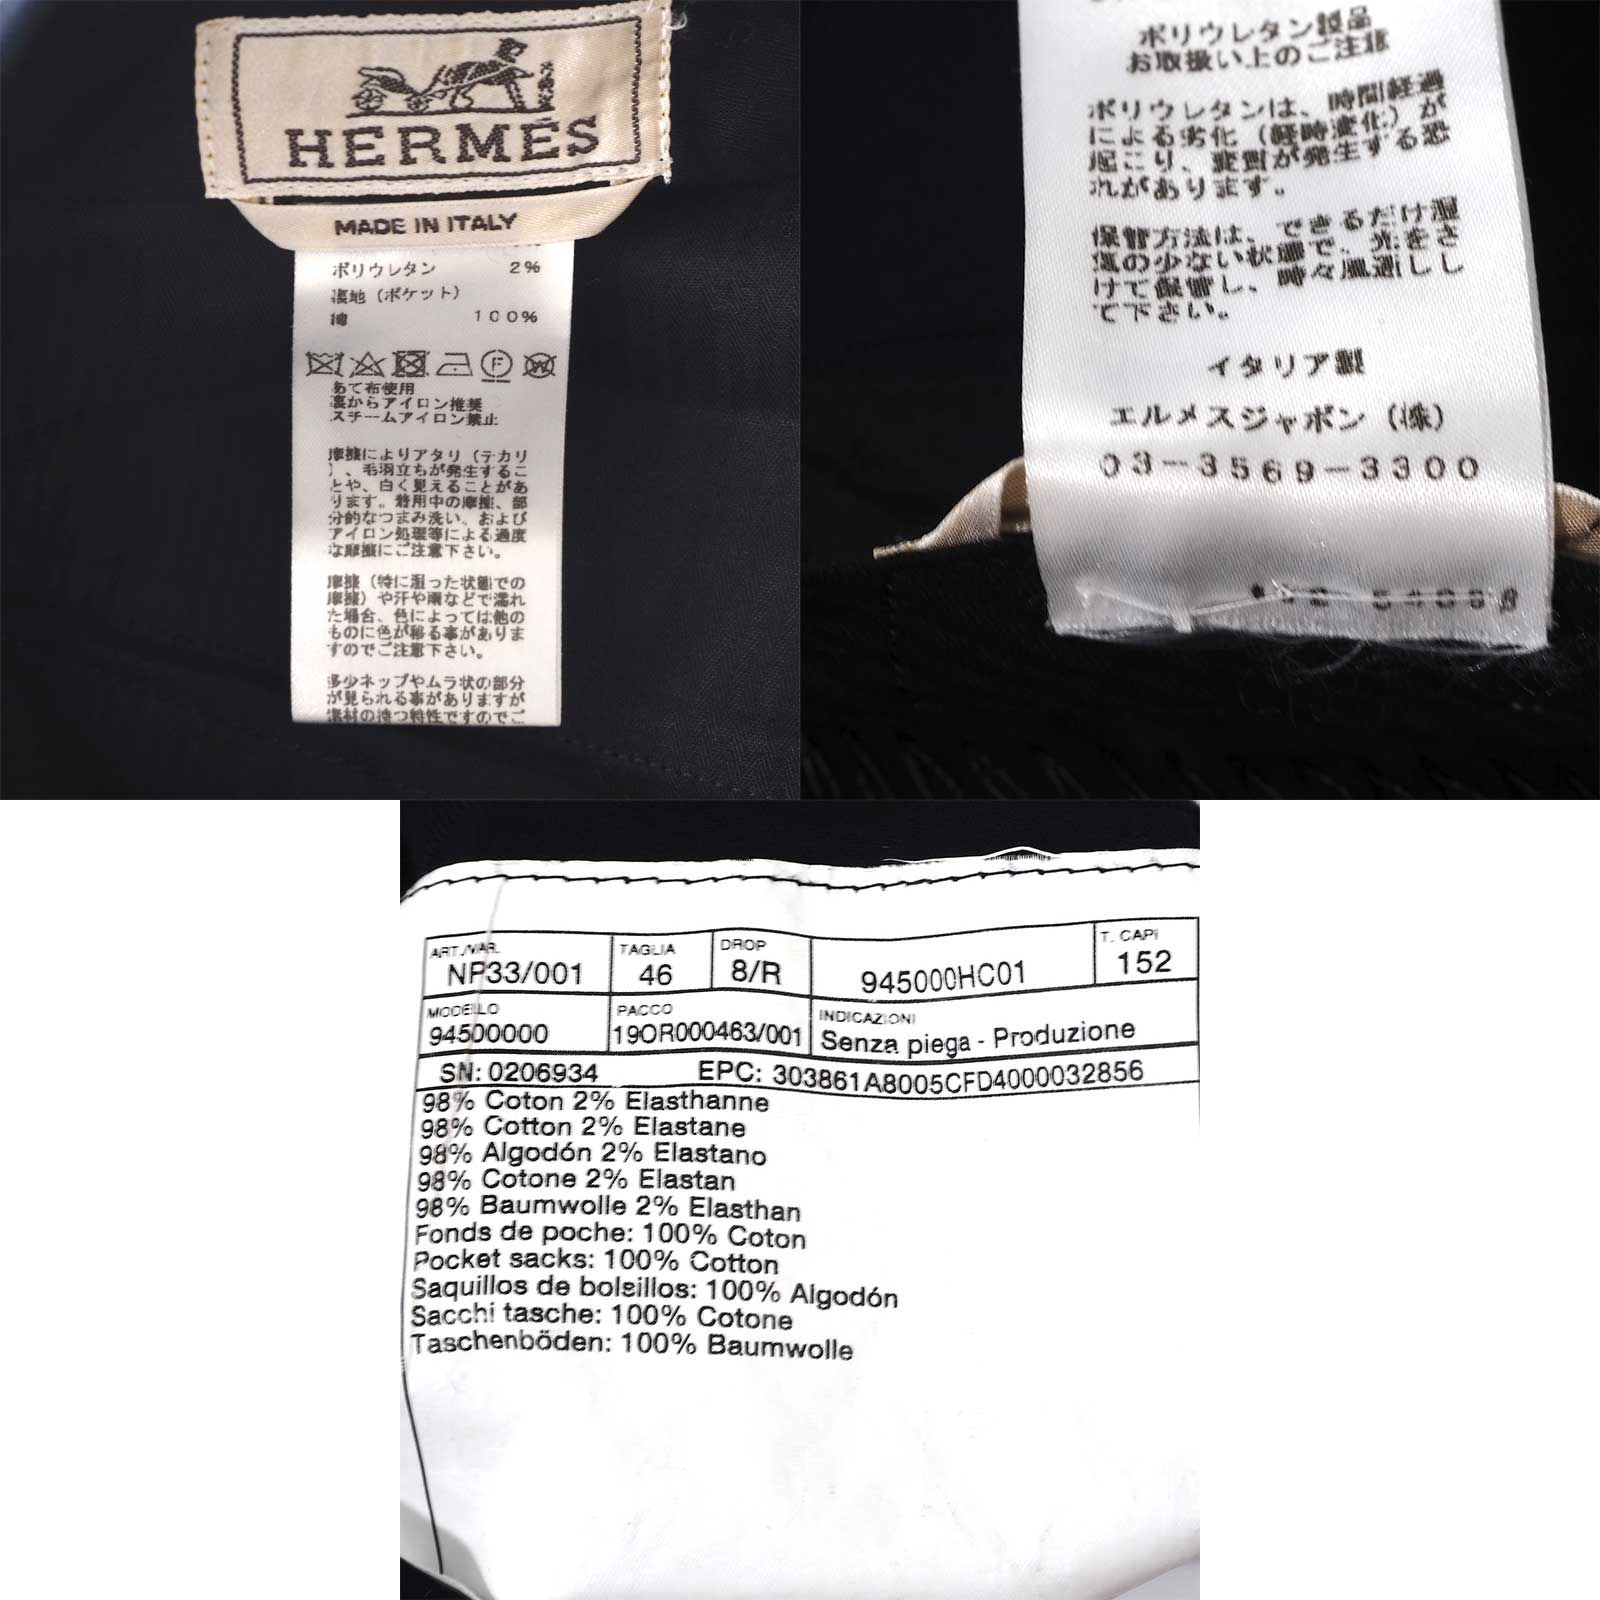 HERMÈS
MADE IN ITALY
ポリウレタン 2%
裏地（ポケット）
綿 100%
F W
あて布使用
裏からアイロン推奨
スチームアイロン禁止
摩擦によりアタリ（テカリ
）、毛羽立ちが発生するこ
とや、白く見えることがあ
ります。着用中の摩擦、部
分的なつまみ洗い、および
アイロン処理等による過度
な摩擦にご注意下さい。
摩擦（特に湿った状態での
摩擦）や汗や雨などで濡れ
た場合、色によっては他の
ものに色が移る事がありま
すのでご注意下さい。
多少ネップやムラ状の部分
が見られる事がありますが
素材の持つ特性ですのでご
ポリウレタン製品
お取扱い上のご注意
ポリウレタンは、時間経過
による劣化（経時変化）が
起こり、変質が発生する恐
れがあります。
保管方法は、できるだけ湿
気の少ない状態で、光をさ
けて保管し、時々風通しし
て下さい。
イタリア製
エルメスジャポン（株）
03-3569-3300
ART./VAR. TAGLIA DROP T. CAPI
NP33/001 46 8/R 945000HC01 152
MODELLO PACCO INDICAZIONI
94500000 19OR000463/001 Senza piega - Produzione
SN: 0206934 EPC: 303861A8005CFD4000032856
98% Coton 2% Elasthanne
98% Cotton 2% Elastane
98% Algodón 2% Elastano
98% Cotone 2% Elastan
98% Baumwolle 2% Elasthan
Fonds de poche: 100% Coton
Pocket sacks: 100% Cotton
Saquillos de bolsillos: 100% Algodón
Sacchi tasche: 100% Cotone
Taschenböden: 100% Baumwolle